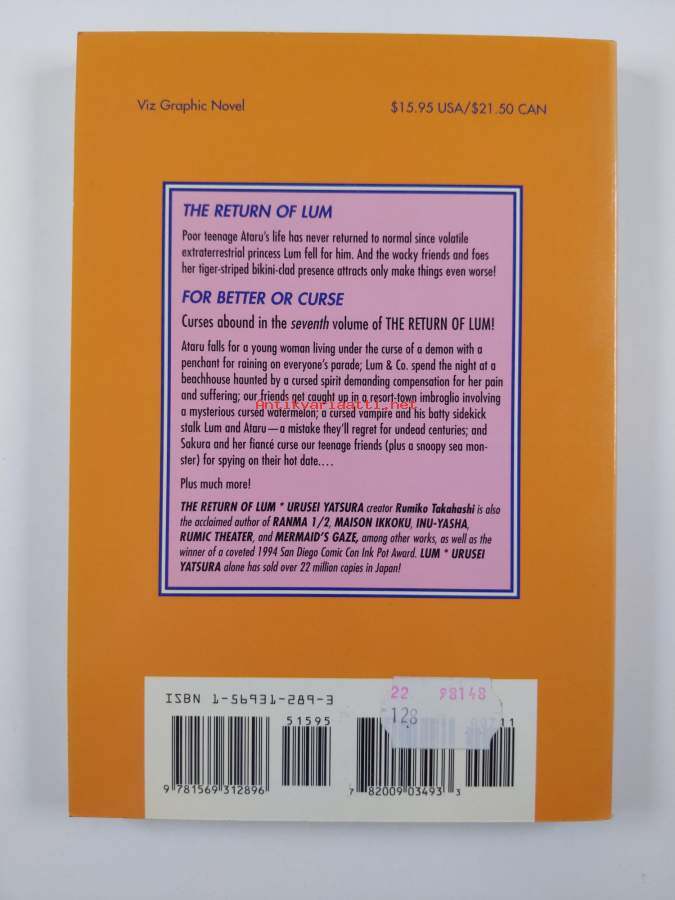 Viz Graphic Novel
$15.95 USA/$21.50 CAN
THE RETURN OF LUM
Poor teenage Ataru's life has never returned to normal since volatile
extraterrestrial princess Lum fell for him. And the wacky friends and foes
her tiger-striped bikini-clad presence attracts only make things even worse!
FOR BETTER OR CURSE
Curses abound in the seventh volume of THE RETURN OF LUM!
Ataru falls for a young woman living under the curse of a demon with a
penchant for raining on everyone's parade; Lum & Co. spend the night at a
beachhouse haunted by a cursed spirit demanding compensation for her pain
and suffering; our friends get caught up in a resort-town imbroglio involving
Antikvariaatti.net
a mysterious cursed watermelon; a cursed vampire and his batty sidekick
stalk Lum and Ataru—a mistake they'll regret for undead centuries; and
Sakura and her fiancé curse our teenage friends (plus a snoopy sea mon-
ster) for spying on their hot date....
Plus much more!
THE RETURN OF LUM * URUSEI YATSURA creator Rumiko Takahashi is also
the acclaimed author of RANMA 1/2, MAISON IKKOKU, INU-YASHA,
RUMIC THEATER, and MERMAID'S GAZE, among other works, as well as the
winner of a coveted 1994 San Diego Comic Con Ink Pot Award. LUM * URUSEI
YATSURA alone has sold over 22 million copies in Japan!
ISBN 1-56931-289-3
22 98148
128
51595
11
9 781569 312896
7 82009 03493 3